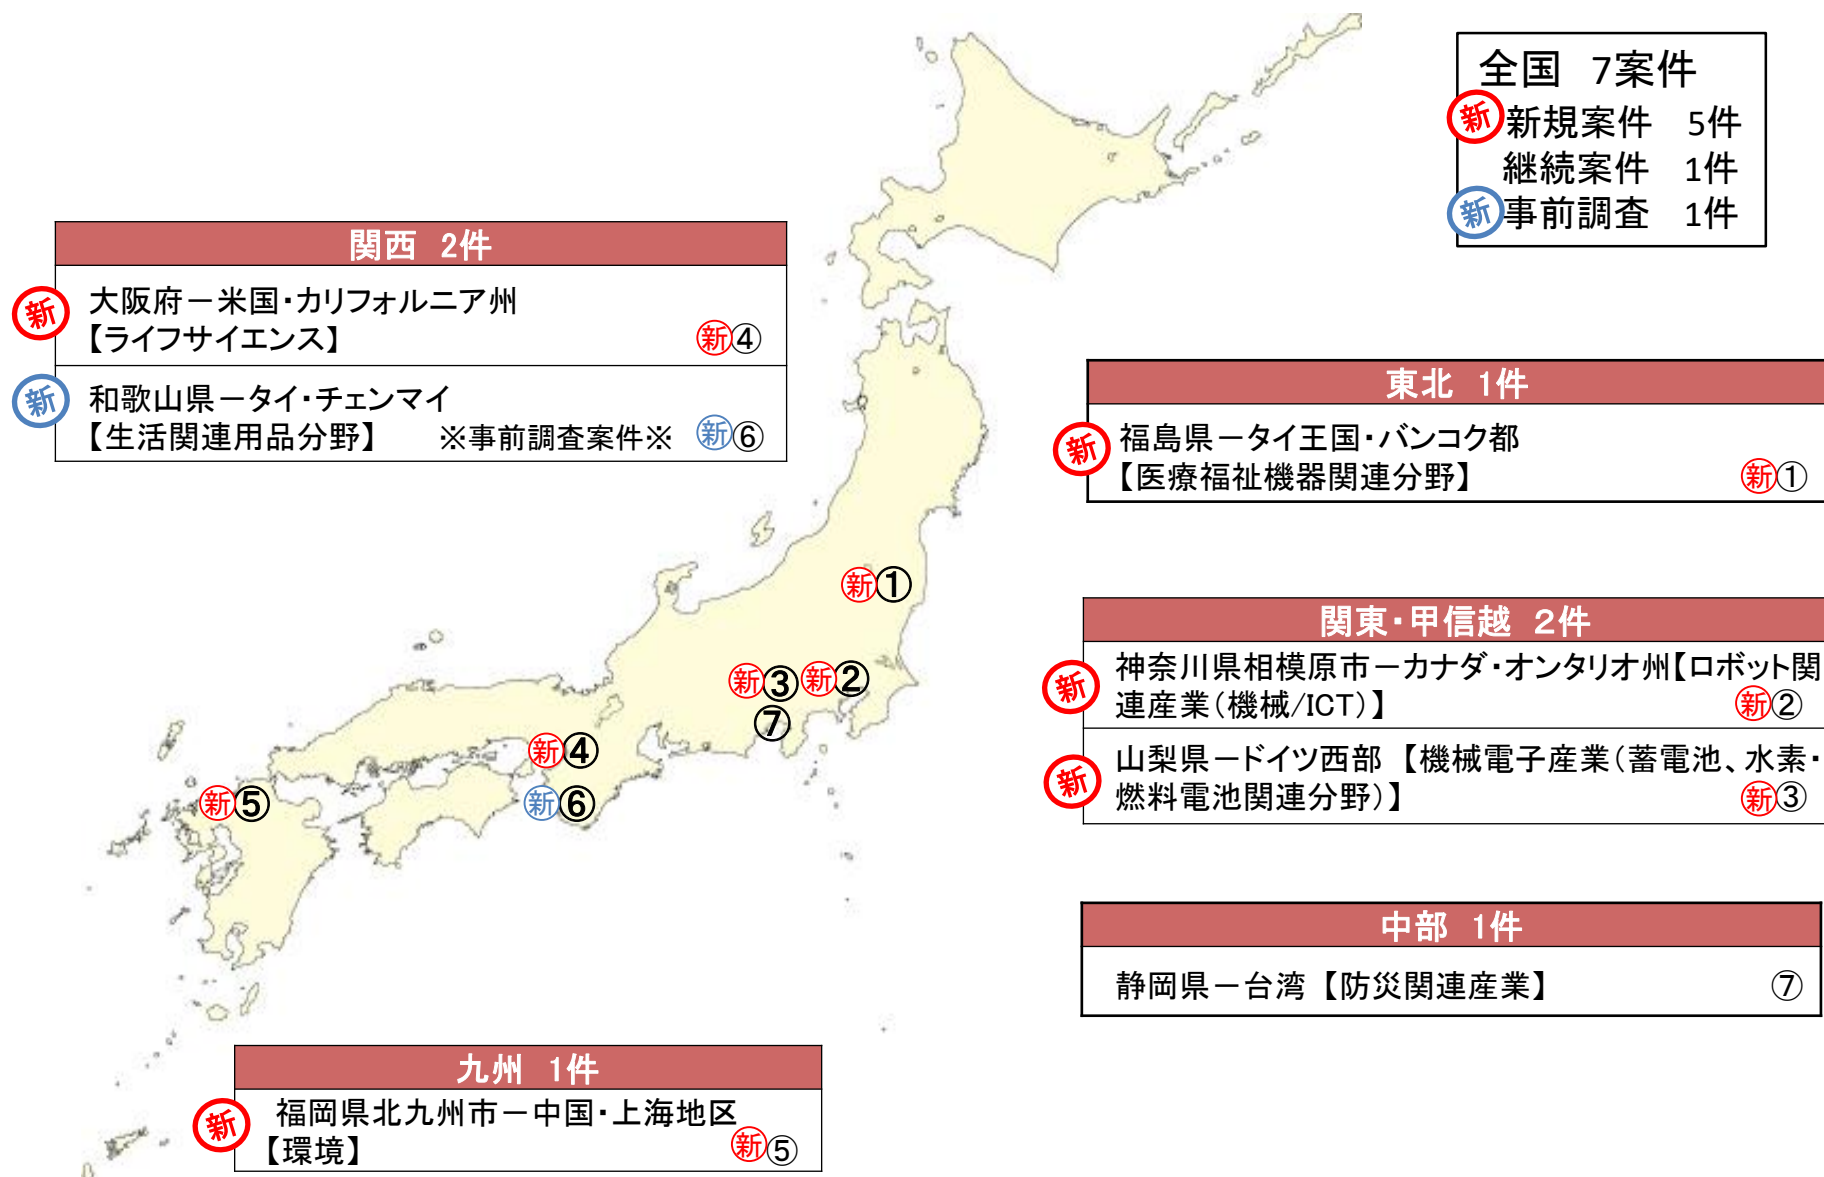 全国 7案件
新 新規案件 5件
継続案件 1件
新 事前調査 1件
関西 2件
新 大阪府－米国・カリフォルニア州
【ライフサイエンス】 新④
新 和歌山県－タイ・チェンマイ
【生活関連用品分野】 ※事前調査案件※ 新⑥
東北 1件
新 福島県－タイ王国・バンコク都
【医療福祉機器関連分野】 新①
関東・甲信越 2件
新 神奈川県相模原市－カナダ・オンタリオ州【ロボット関
連産業（機械/ICT）】 新②
新 山梨県－ドイツ西部 【機械電子産業（蓄電池、水素・
燃料電池関連分野）】 新③
中部 1件
静岡県－台湾 【防災関連産業】 ⑦
九州 1件
新 福岡県北九州市－中国・上海地区
【環境】 新⑤
新①
新③ 新②
⑦
新④
新⑤ 新⑥